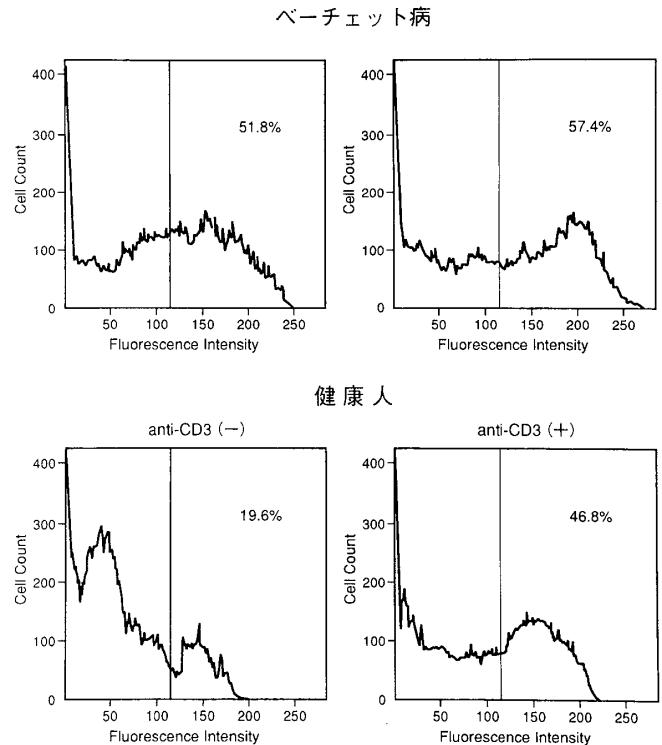 ベーチェット病
400
300
200
100
0
Cell Count
51.8%
50 100 150 200 250
Fluorescence Intensity
400
300
200
100
0
Cell Count
57.4%
50 100 150 200 250
Fluorescence Intensity
健康人
anti-CD3 (−)
400
300
200
100
0
Cell Count
19.6%
50 100 150 200 250
Fluorescence Intensity
anti-CD3 (+)
400
300
200
100
0
Cell Count
46.8%
50 100 150 200 250
Fluorescence Intensity